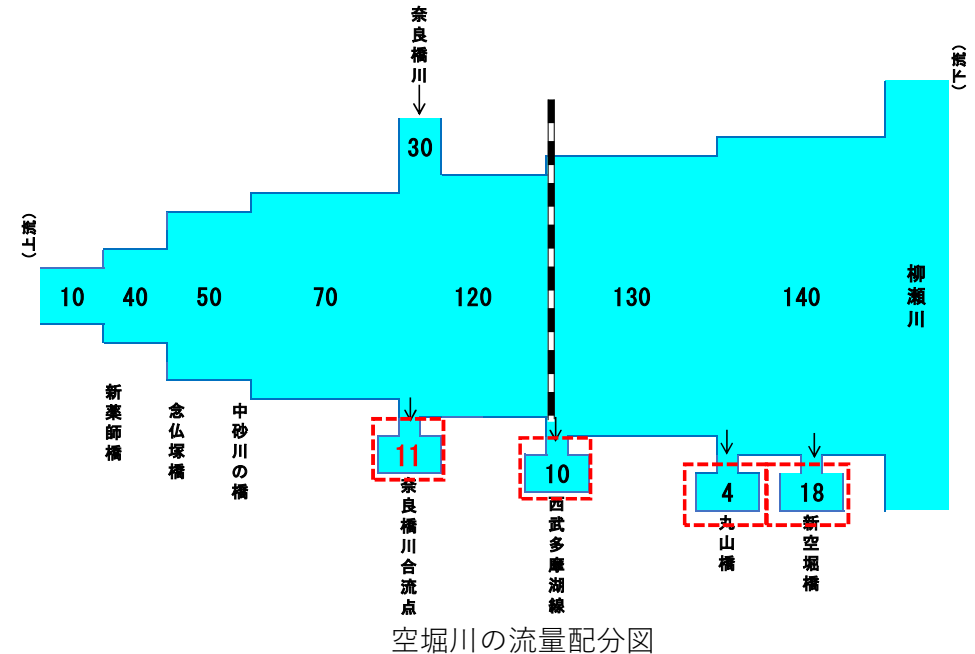 奈良橋川
(下流)
30
(上流)
10
40
50
70
120
130
140
柳瀬川
新薬師橋
念仏塚橋
中砂川の橋
11
10
4
18
奈良橋川合流点
西武多摩湖線
丸山橋
新空堀橋
空堀川の流量配分図